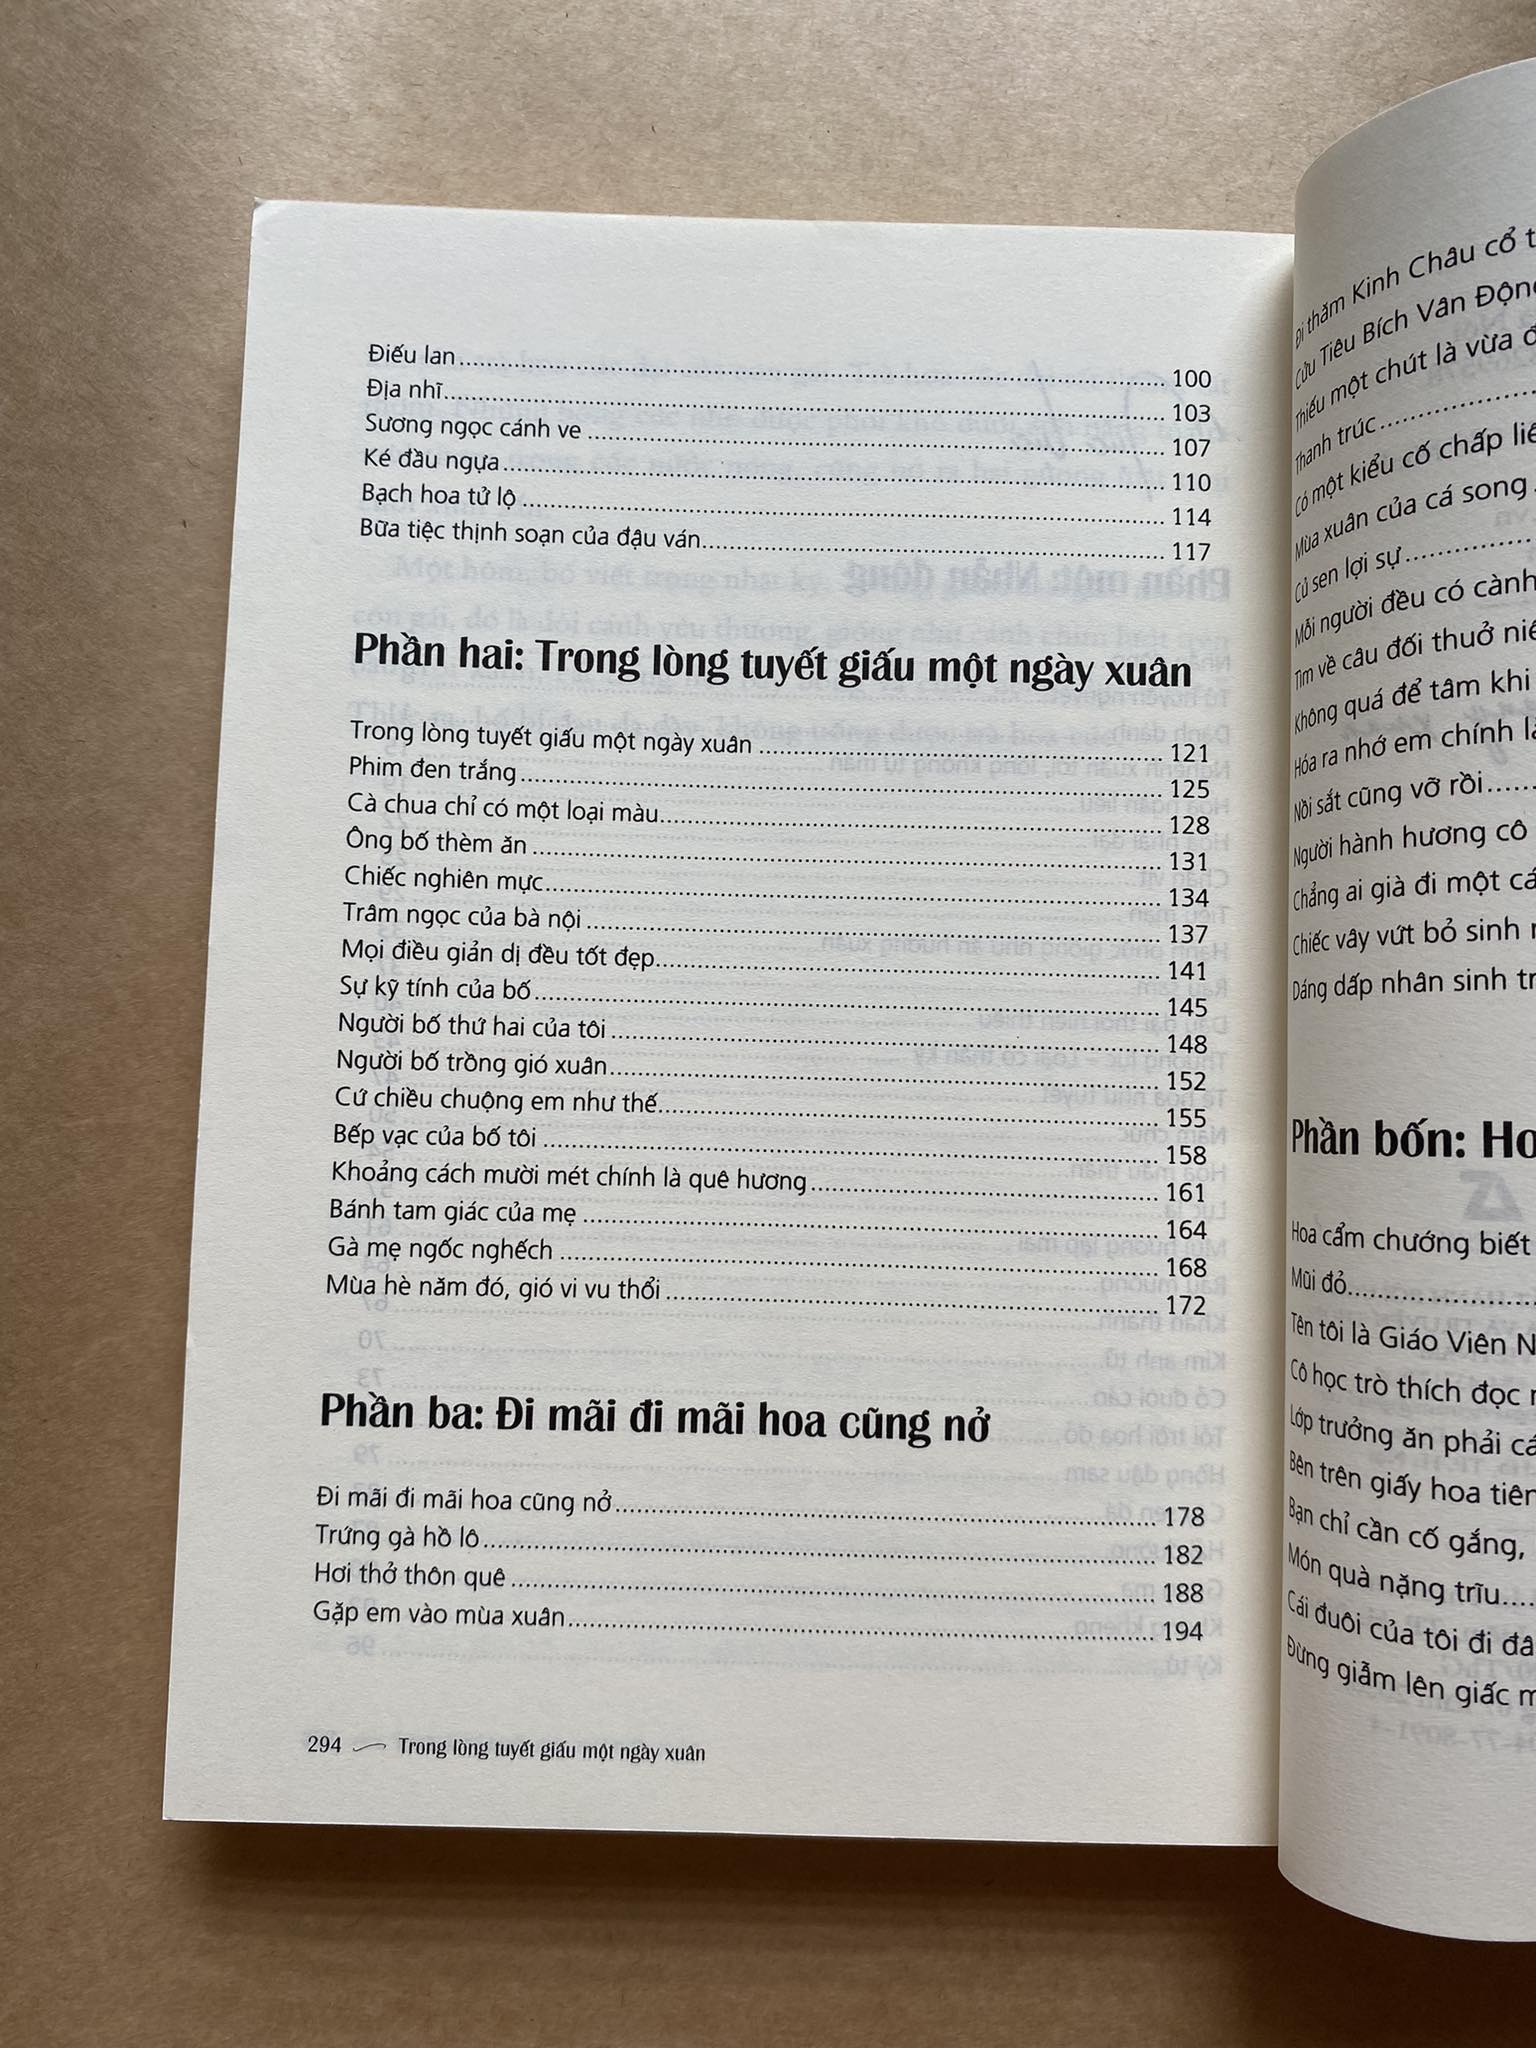 Điếu lan 100
Địa nhĩ 103
Sương ngọc cánh ve 107
Ké đầu ngựa 110
Bạch hoa tử lộ 114
Bữa tiệc thịnh soạn của đậu ván 117
Phần hai: Trong lòng tuyết giấu một ngày xuân
Trong lòng tuyết giấu một ngày xuân 121
Phim đen trắng 125
Cà chua chỉ có một loại màu 128
Ông bố thèm ăn 131
Chiếc nghiên mực 134
Trâm ngọc của bà nội 137
Mọi điều giản dị đều tốt đẹp 141
Sự kỹ tính của bố 145
Người bố thứ hai của tôi 148
Người bố trồng gió xuân 152
Cứ chiều chuộng em như thế 155
Bếp vạc của bố tôi 158
Khoảng cách mười mét chính là quê hương 161
Bánh tam giác của mẹ 164
Gà mẹ ngốc nghếch 168
Mùa hè năm đó, gió vi vu thổi 172
Phần ba: Đi mãi đi mãi hoa cũng nở
Đi mãi đi mãi hoa cũng nở 178
Trứng gà hồ lô 182
Hơi thở thôn quê 188
Gặp em vào mùa xuân 194
294 Trong lòng tuyết giấu một ngày xuân
Đi thăm Kinh Châu cổ
Cửu Tiêu Bích Vân
Thiếu một chút là vừa
Thanh trúc
Có một kiểu cố chấp
Mùa xuân của cá song
Củ sen lợi sự
Mỗi người đều có
Tìm về câu đối thuở
Không quá để tâm khi
Hóa ra nhớ em chính
Nồi sắt cũng vỡ rồi
Người hành hương cô
Chẳng ai già đi một
Chiếc vây vứt bỏ sinh
Dáng dấp nhân sinh
Phần bốn:
Hoa cẩm chướng biết
Mũi đỏ
Tên tôi là Giáo Viên
Cô học trò thích đọc
Lớp trưởng ăn phải
Bên trên giấy hoa tiên
Bạn chỉ cần cố gắng,
Món quà nặng trĩu
Cái đuôi của tôi đi
Đừng giẫm lên giấc